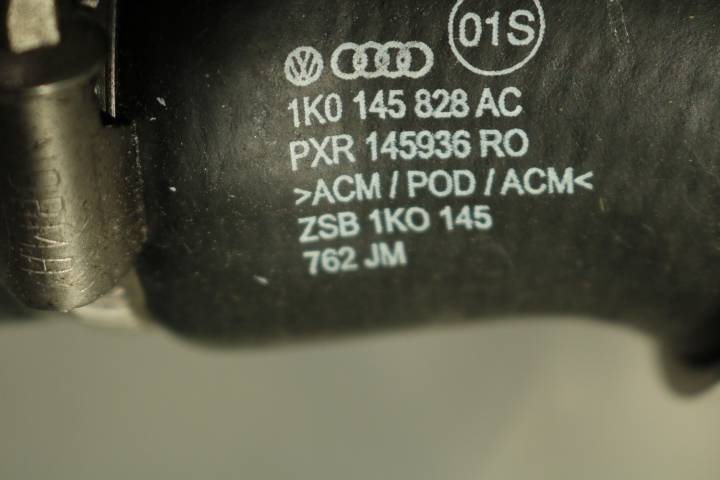 01S
1K0 145 828 AC
PXR 145936 RO
>ACM / POD / ACM<
ZSB 1KO 145
762 JM